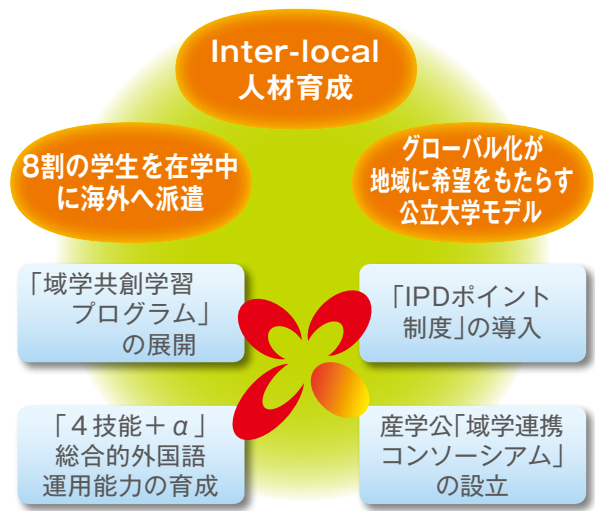 Inter-local
人材育成
8割の学生を在学中
に海外へ派遣
グローバル化が
地域に希望をもたらす
公立大学モデル
「域学共創学習
プログラム」
の展開
「IPDポイント
制度」の導入
「4技能+α」
総合的外国語
運用能力の育成
産学公「域学連携
コンソーシアム」
の設立